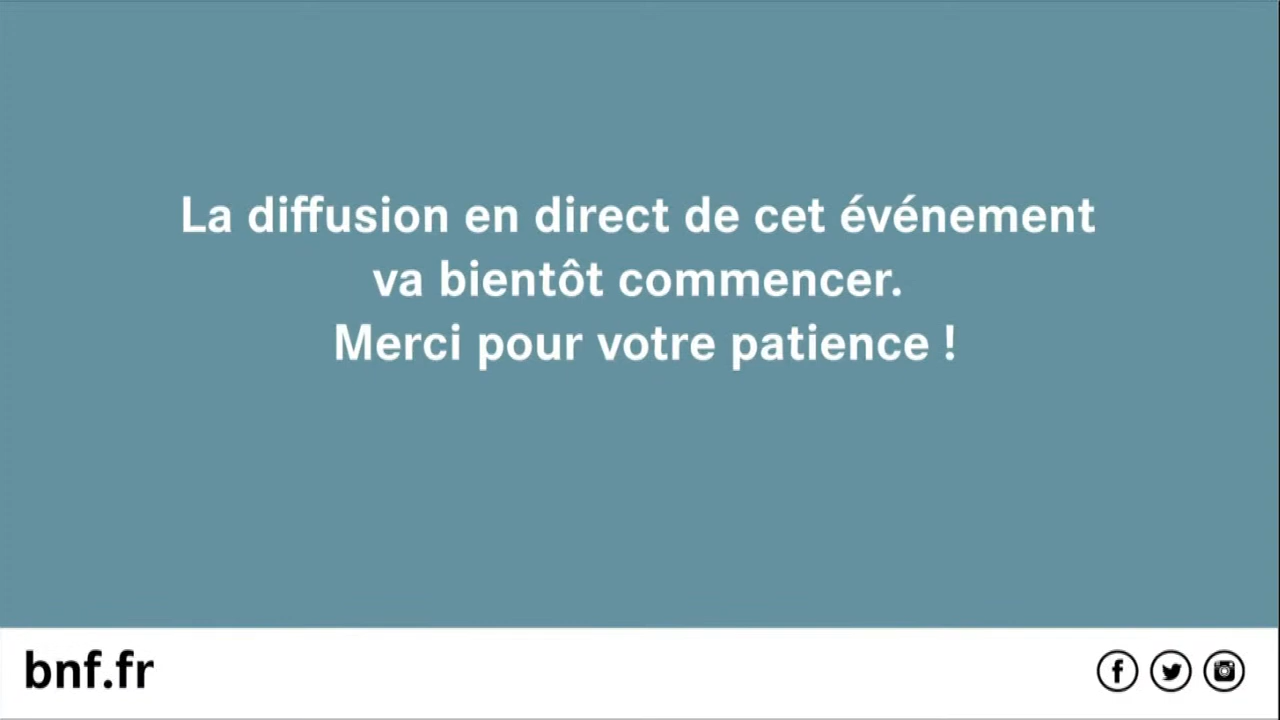 La diffusion en direct de cet événement
va bientôt commencer.
Merci pour votre patience !
bnf.fr